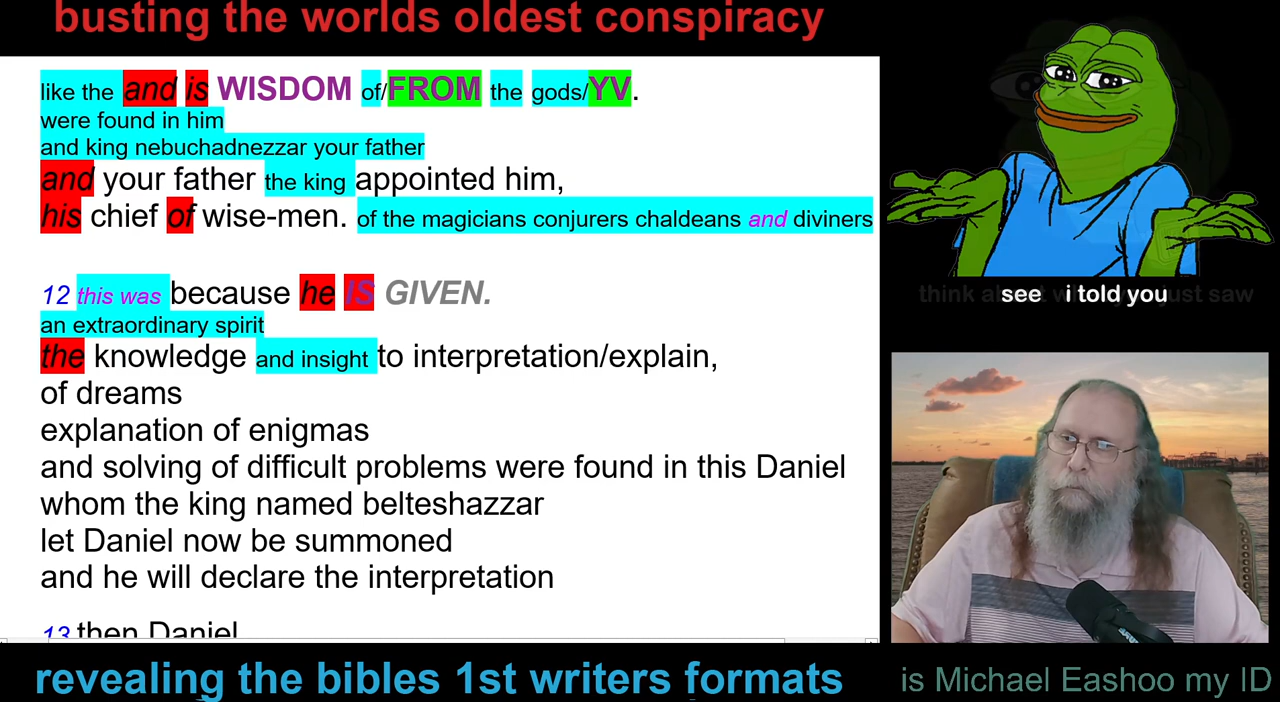 busting the worlds oldest conspiracy
like the and is WISDOM of/FROM the gods/YV.
were found in him
and king nebuchadnezzar your father
and your father the king appointed him,
his chief of wise-men. of the magicians conjurers chaldeans and diviners
12 this was because he IS GIVEN.
an extraordinary spirit
the knowledge and insight to interpretation/explain,
of dreams
explanation of enigmas
and solving of difficult problems were found in this Daniel
whom the king named belteshazzar
let Daniel now be summoned
and he will declare the interpretation
13 then Daniel
see i told you
think just saw
revealing the bibles 1st writers formats
is Michael Eashoo my ID